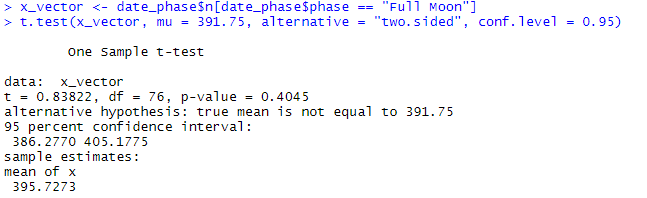 > x_vector <- date_phase$n[date_phase$phase == "Full Moon"]
> t.test(x_vector, mu = 391.75, alternative = "two.sided", conf.level = 0.95)
One Sample t-test
data:  x_vector
t = 0.83822, df = 76, p-value = 0.4045
alternative hypothesis: true mean is not equal to 391.75
95 percent confidence interval:
386.2770 405.1775
sample estimates:
mean of x
395.7273